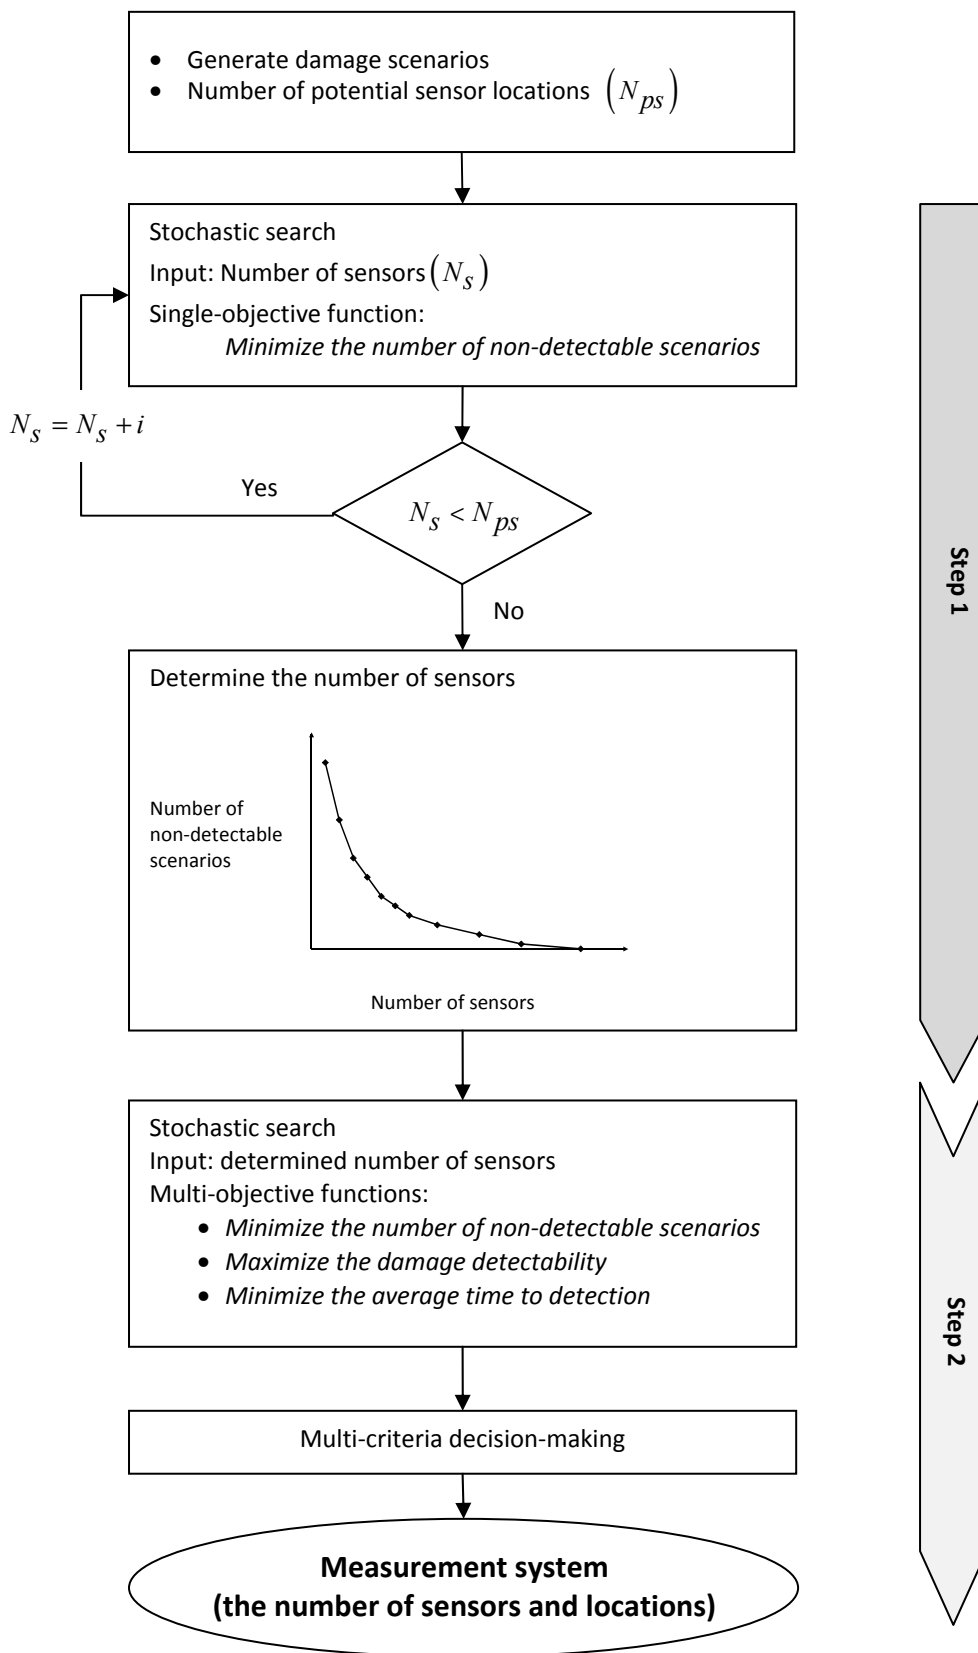 • Generate damage scenarios
• Number of potential sensor locations (N_ps)
Stochastic search
Input: Number of sensors (N_s)
Single-objective function:
Minimize the number of non-detectable scenarios
N_s = N_s + i
Yes
N_s < N_ps
No
Step 1
Determine the number of sensors
Number of
non-detectable
scenarios
Number of sensors
Stochastic search
Input: determined number of sensors
Multi-objective functions:
• Minimize the number of non-detectable scenarios
• Maximize the damage detectability
• Minimize the average time to detection
Step 2
Multi-criteria decision-making
Measurement system
(the number of sensors and locations)